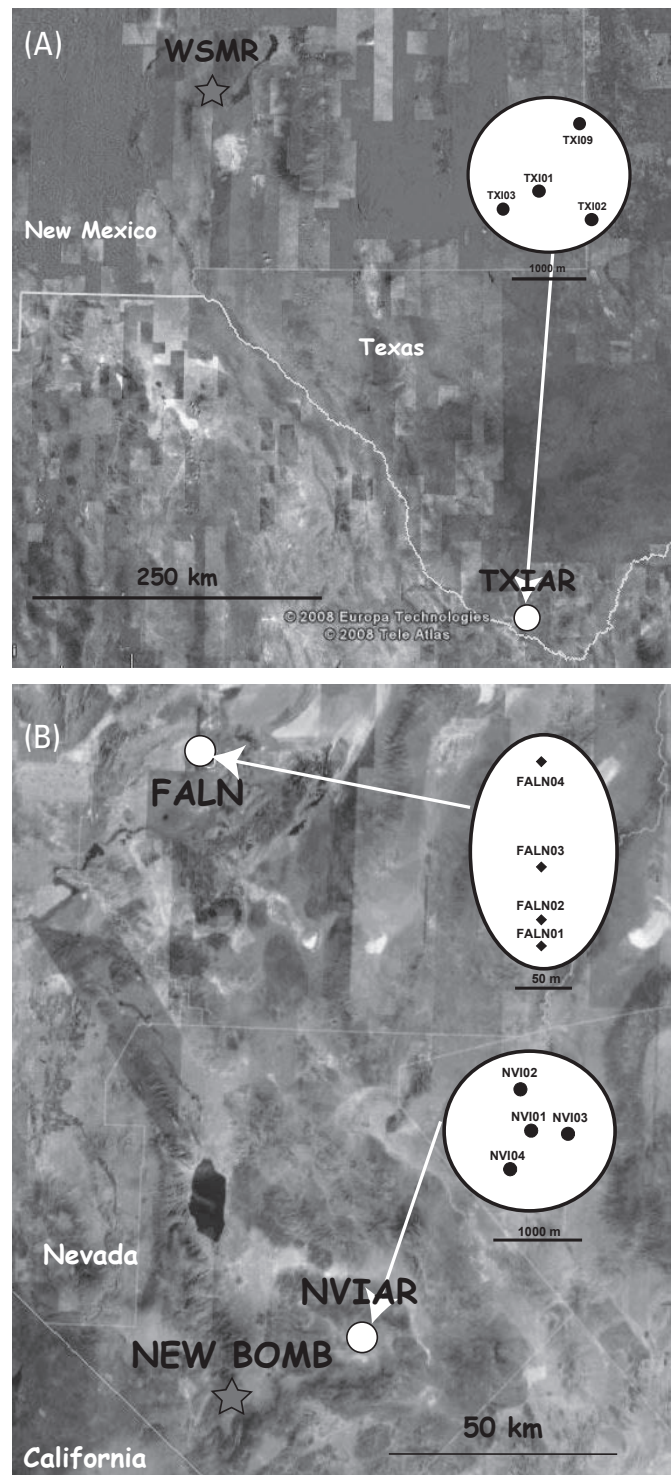 (A)
WSMR
TXI09
TXI01
TXI03
TXI02
New Mexico
1000 m
Texas
250 km
TXIAR
© 2008 Europa Technologies
© 2008 Tele Atlas
(B)
FALN
FALN04
FALN03
FALN02
FALN01
50 m
NVI02
NVI01
NVI03
NVI04
1000 m
Nevada
NVIAR
NEW BOMB
50 km
California